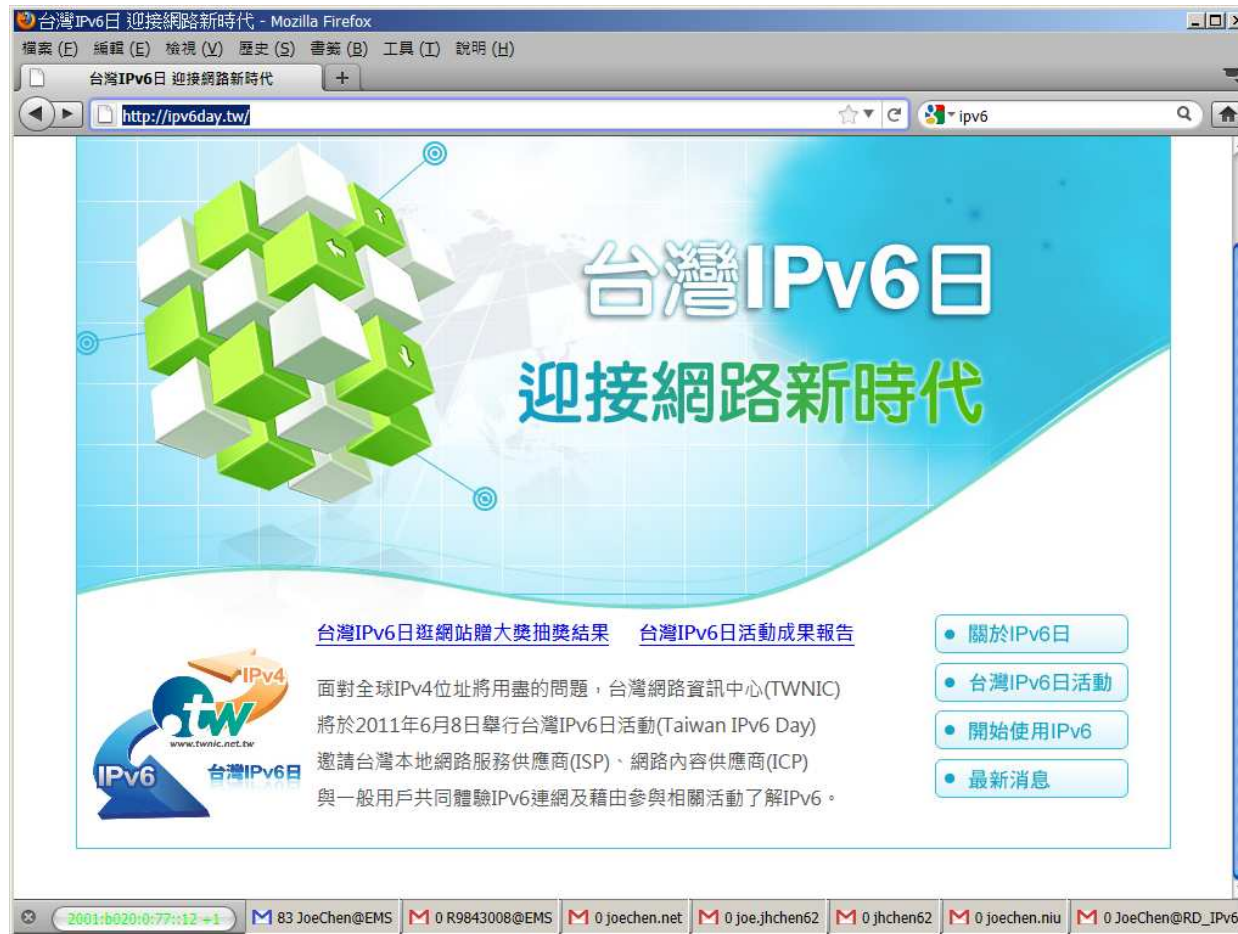 台灣IPv6日 迎接網路新時代 - Mozilla Firefox
檔案(F) 編輯(E) 檢視(V) 歷史(S) 書籤(B) 工具(T) 說明(H)
台灣IPv6日 迎接網路新時代
http://ipv6day.tw/
ipv6
台灣IPv6日
迎接網路新時代
台灣IPv6日逛網站贈大獎抽獎結果 台灣IPv6日活動成果報告
IPv4
.tw
www.twnic.net.tw
IPv6
台灣IPv6日
面對全球IPv4位址將用盡的問題，台灣網路資訊中心(TWNIC)
將於2011年6月8日舉行台灣IPv6日活動(Taiwan IPv6 Day)
邀請台灣本地網路服務供應商(ISP)、網路內容供應商(ICP)
與一般用戶共同體驗IPv6連網及藉由參與相關活動了解IPv6。
關於IPv6日
台灣IPv6日活動
開始使用IPv6
最新消息
2001:b020:0:77::12 +1 83 JoeChen@EMS 0 R9843008@EMS 0 joechen.net 0 joe.jhchen62 0 jhchen62 0 joechen.niu 0 JoeChen@RD_IPv6